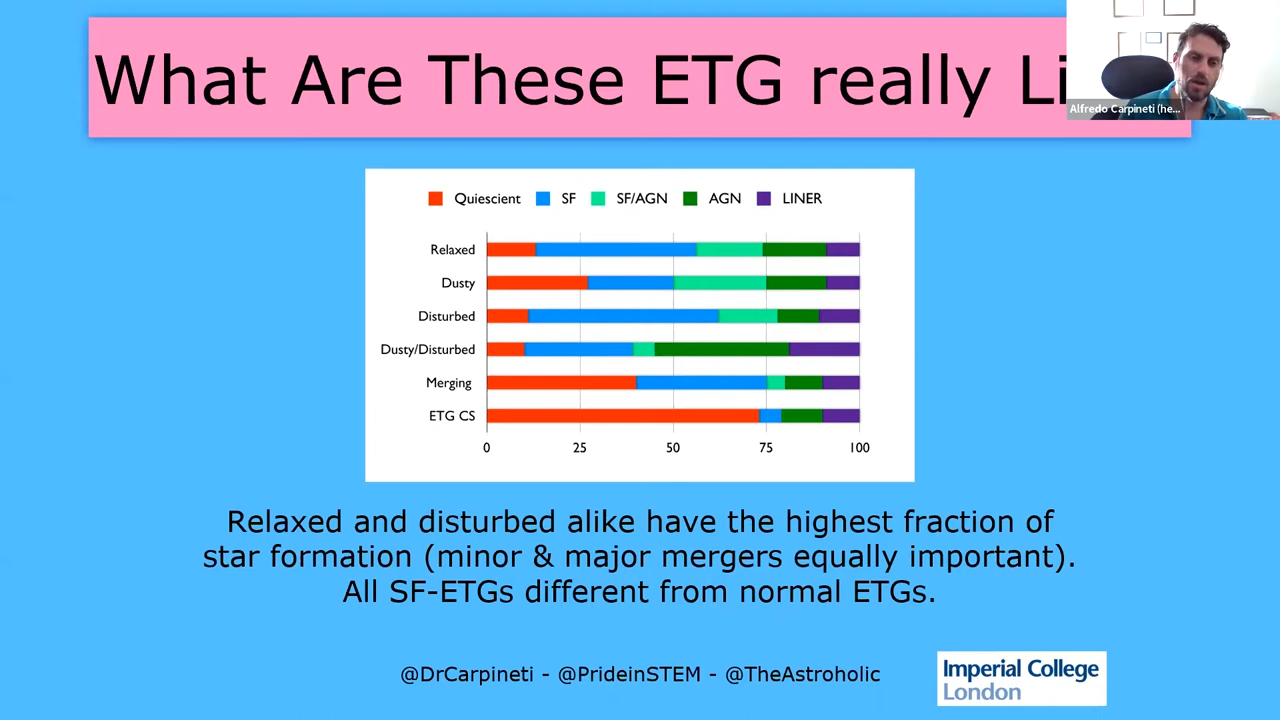 What Are These ETG really Li
Alfredo Carpineti (he...
Quiescient SF SF/AGN AGN LINER
Relaxed
Dusty
Disturbed
Dusty/Disturbed
Merging
ETG CS
0 25 50 75 100
Relaxed and disturbed alike have the highest fraction of
star formation (minor & major mergers equally important).
All SF-ETGs different from normal ETGs.
@DrCarpineti - @PrideinSTEM - @TheAstroholic
Imperial College
London